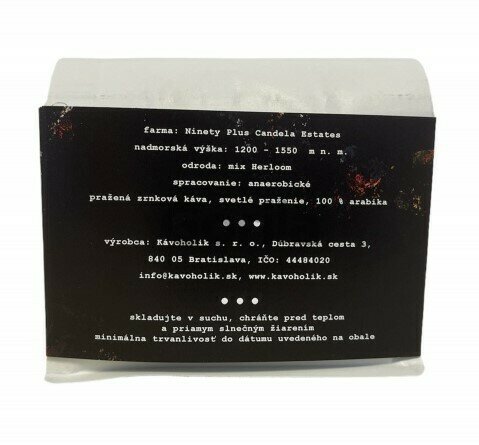 farma: Ninety Plus Candela Estates
nadmorská výška: 1200 - 1550 m n. m.
odroda: mix Herloom
spracovanie: anaerobické
pražená zrnková káva, svetlé praženie, 100 % arabika
výrobca: Kávoholik s. r. o., Dúbravská cesta 3,
840 05 Bratislava, IČO: 44484020
info@kavoholik.sk, www.kavoholik.sk
skladujte v suchu, chráňte pred teplom
a priamym slnečným žiarením
minimálna trvanlivosť do dátumu uvedeného na obale